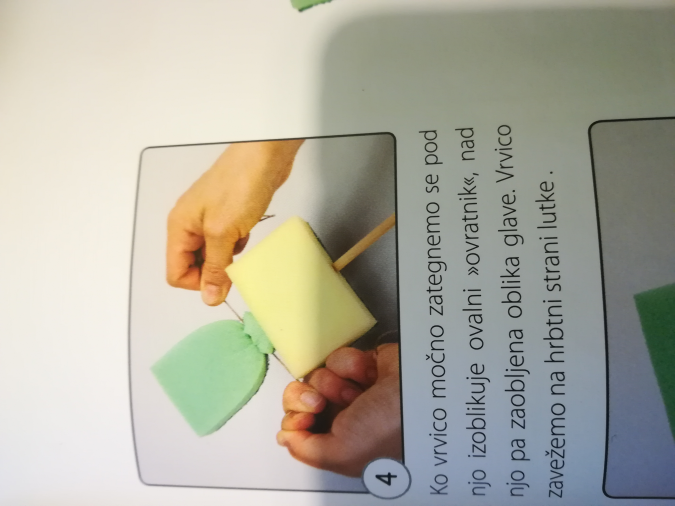 4
Ko vrvico močno zategnemo se pod
njo izoblikuje ovalni »ovratnik«, nad
njo pa zaobljena oblika glave. Vrvico
zavežemo na hrbtni strani lutke.